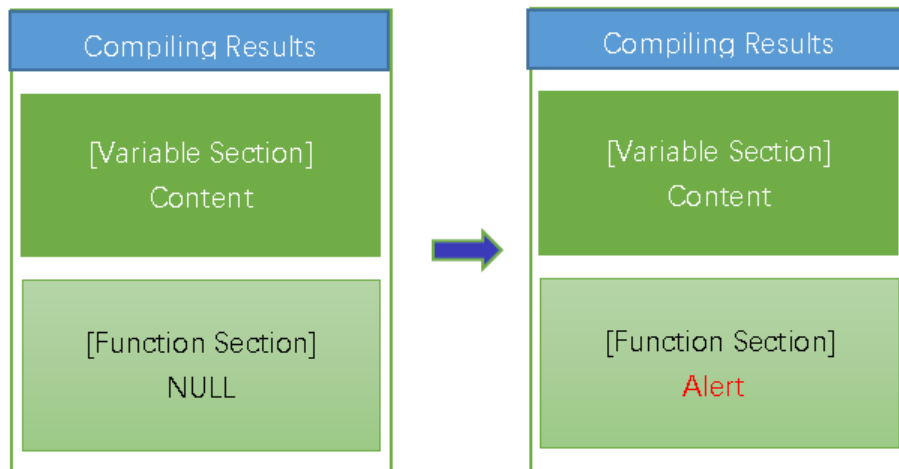 Compiling Results
[Variable Section]
Content
[Function Section]
NULL
Compiling Results
[Variable Section]
Content
[Function Section]
Alert